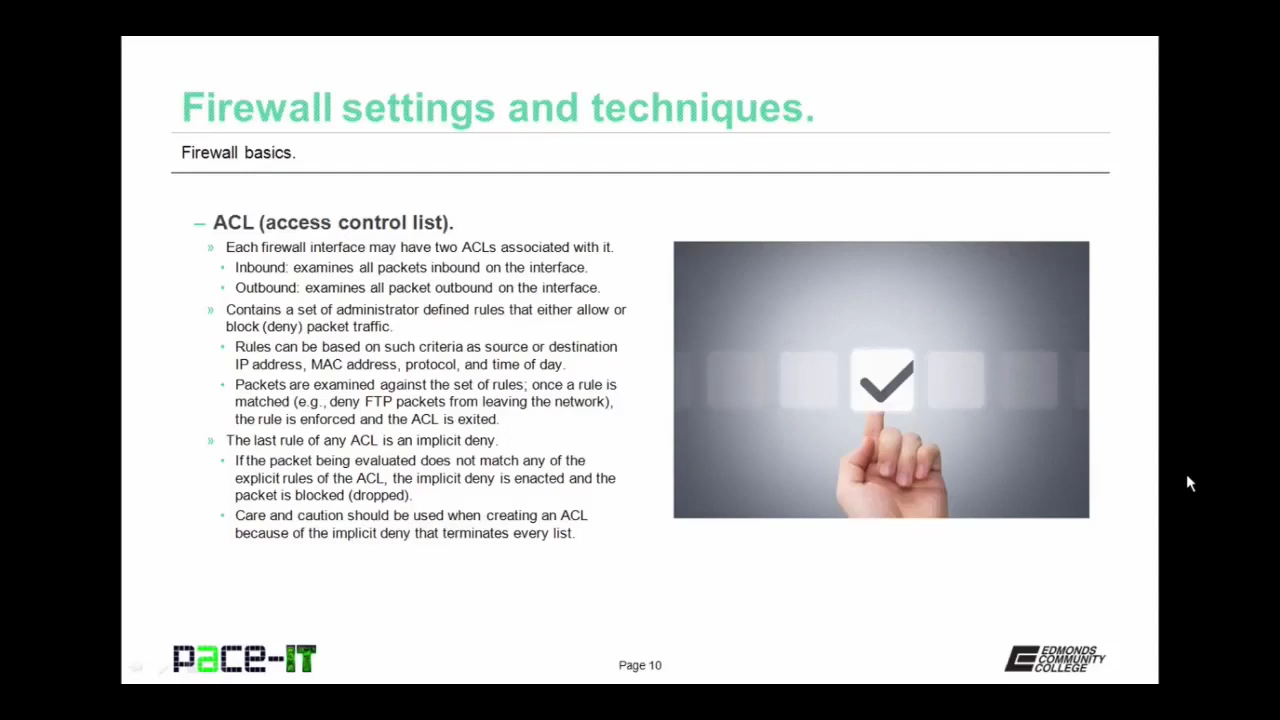 Firewall settings and techniques.
Firewall basics.
– ACL (access control list).
» Each firewall interface may have two ACLs associated with it.
• Inbound: examines all packets inbound on the interface.
• Outbound: examines all packet outbound on the interface.
» Contains a set of administrator defined rules that either allow or
block (deny) packet traffic.
• Rules can be based on such criteria as source or destination
IP address, MAC address, protocol, and time of day.
• Packets are examined against the set of rules; once a rule is
matched (e.g., deny FTP packets from leaving the network),
the rule is enforced and the ACL is exited.
» The last rule of any ACL is an implicit deny.
• If the packet being evaluated does not match any of the
explicit rules of the ACL, the implicit deny is enacted and the
packet is blocked (dropped).
• Care and caution should be used when creating an ACL
because of the implicit deny that terminates every list.
pace-IT
Page 10
EDMONDS
COMMUNITY
COLLEGE